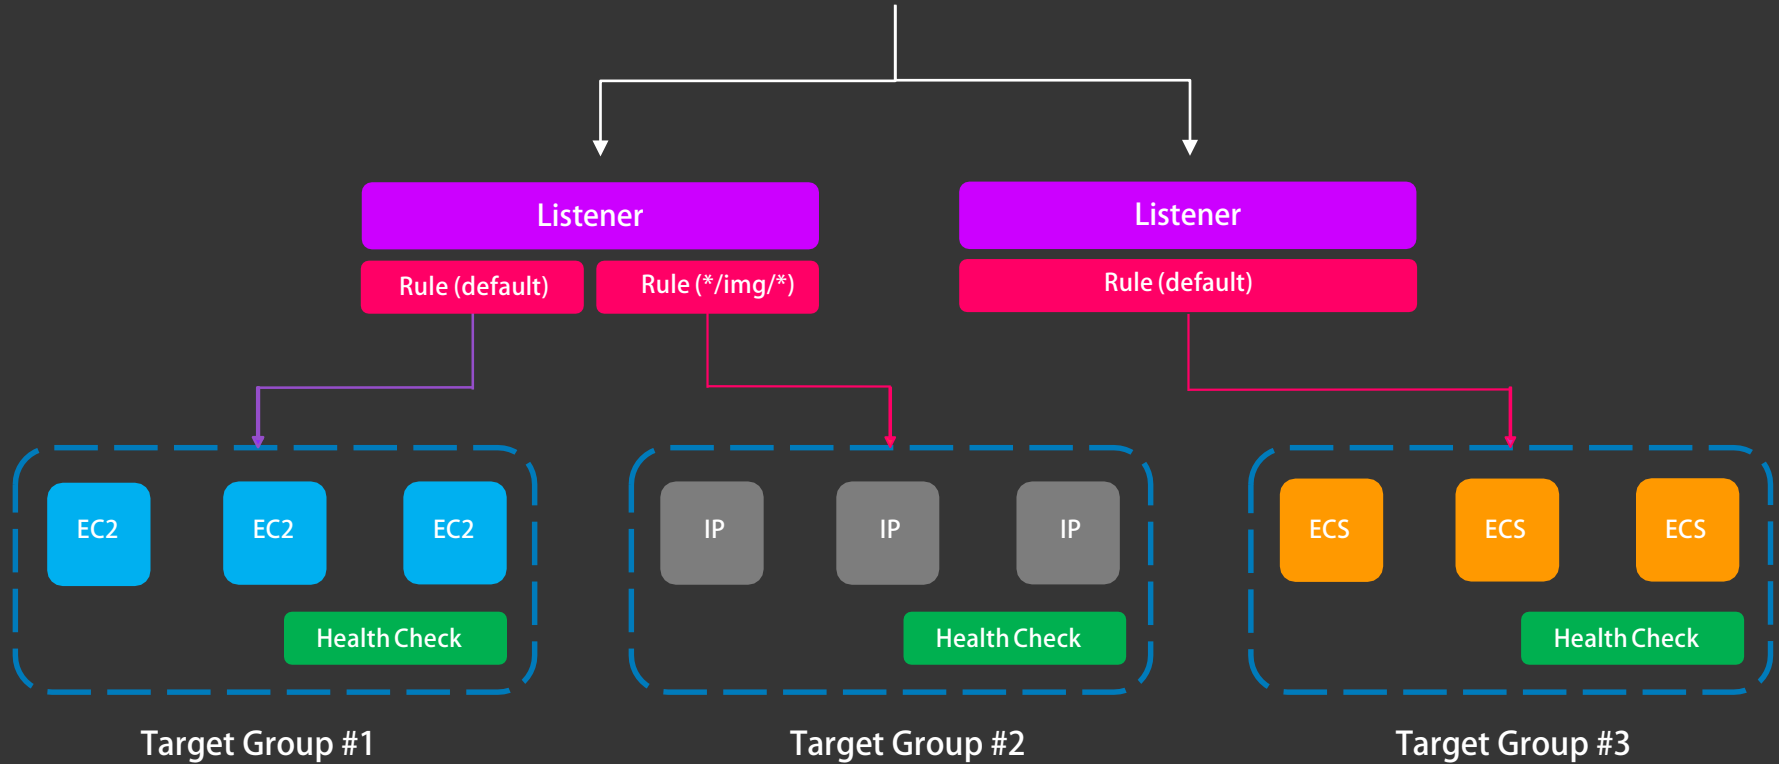 Listener
Listener
Rule (default)
Rule (*/img/*)
Rule (default)
EC2
EC2
EC2
IP
IP
IP
ECS
ECS
ECS
Health Check
Health Check
Health Check
Target Group #1
Target Group #2
Target Group #3